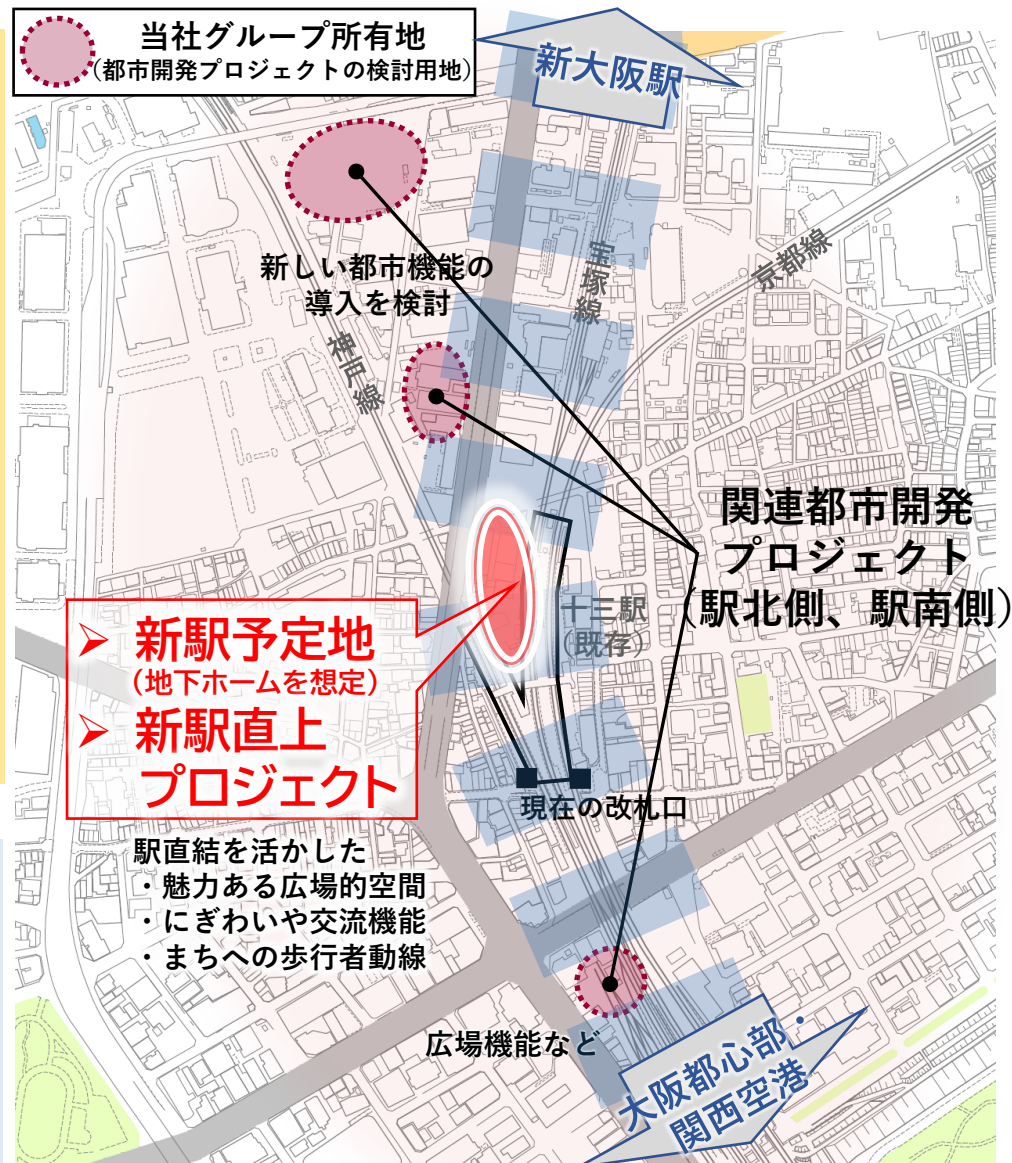 当社グループ所有地
(都市開発プロジェクトの検討用地)
新大阪駅
新しい都市機能の
導入を検討
宝塚線
京都線
神戸線
関連都市開発
プロジェクト
(駅北側、駅南側)
十三駅
(既存)
➢ 新駅予定地
(地下ホームを想定)
➢ 新駅直上
プロジェクト
現在の改札口
駅直結を活かした
・魅力ある広場的空間
・にぎわいや交流機能
・まちへの歩行者動線
広場機能など
大阪都心部・
関西空港